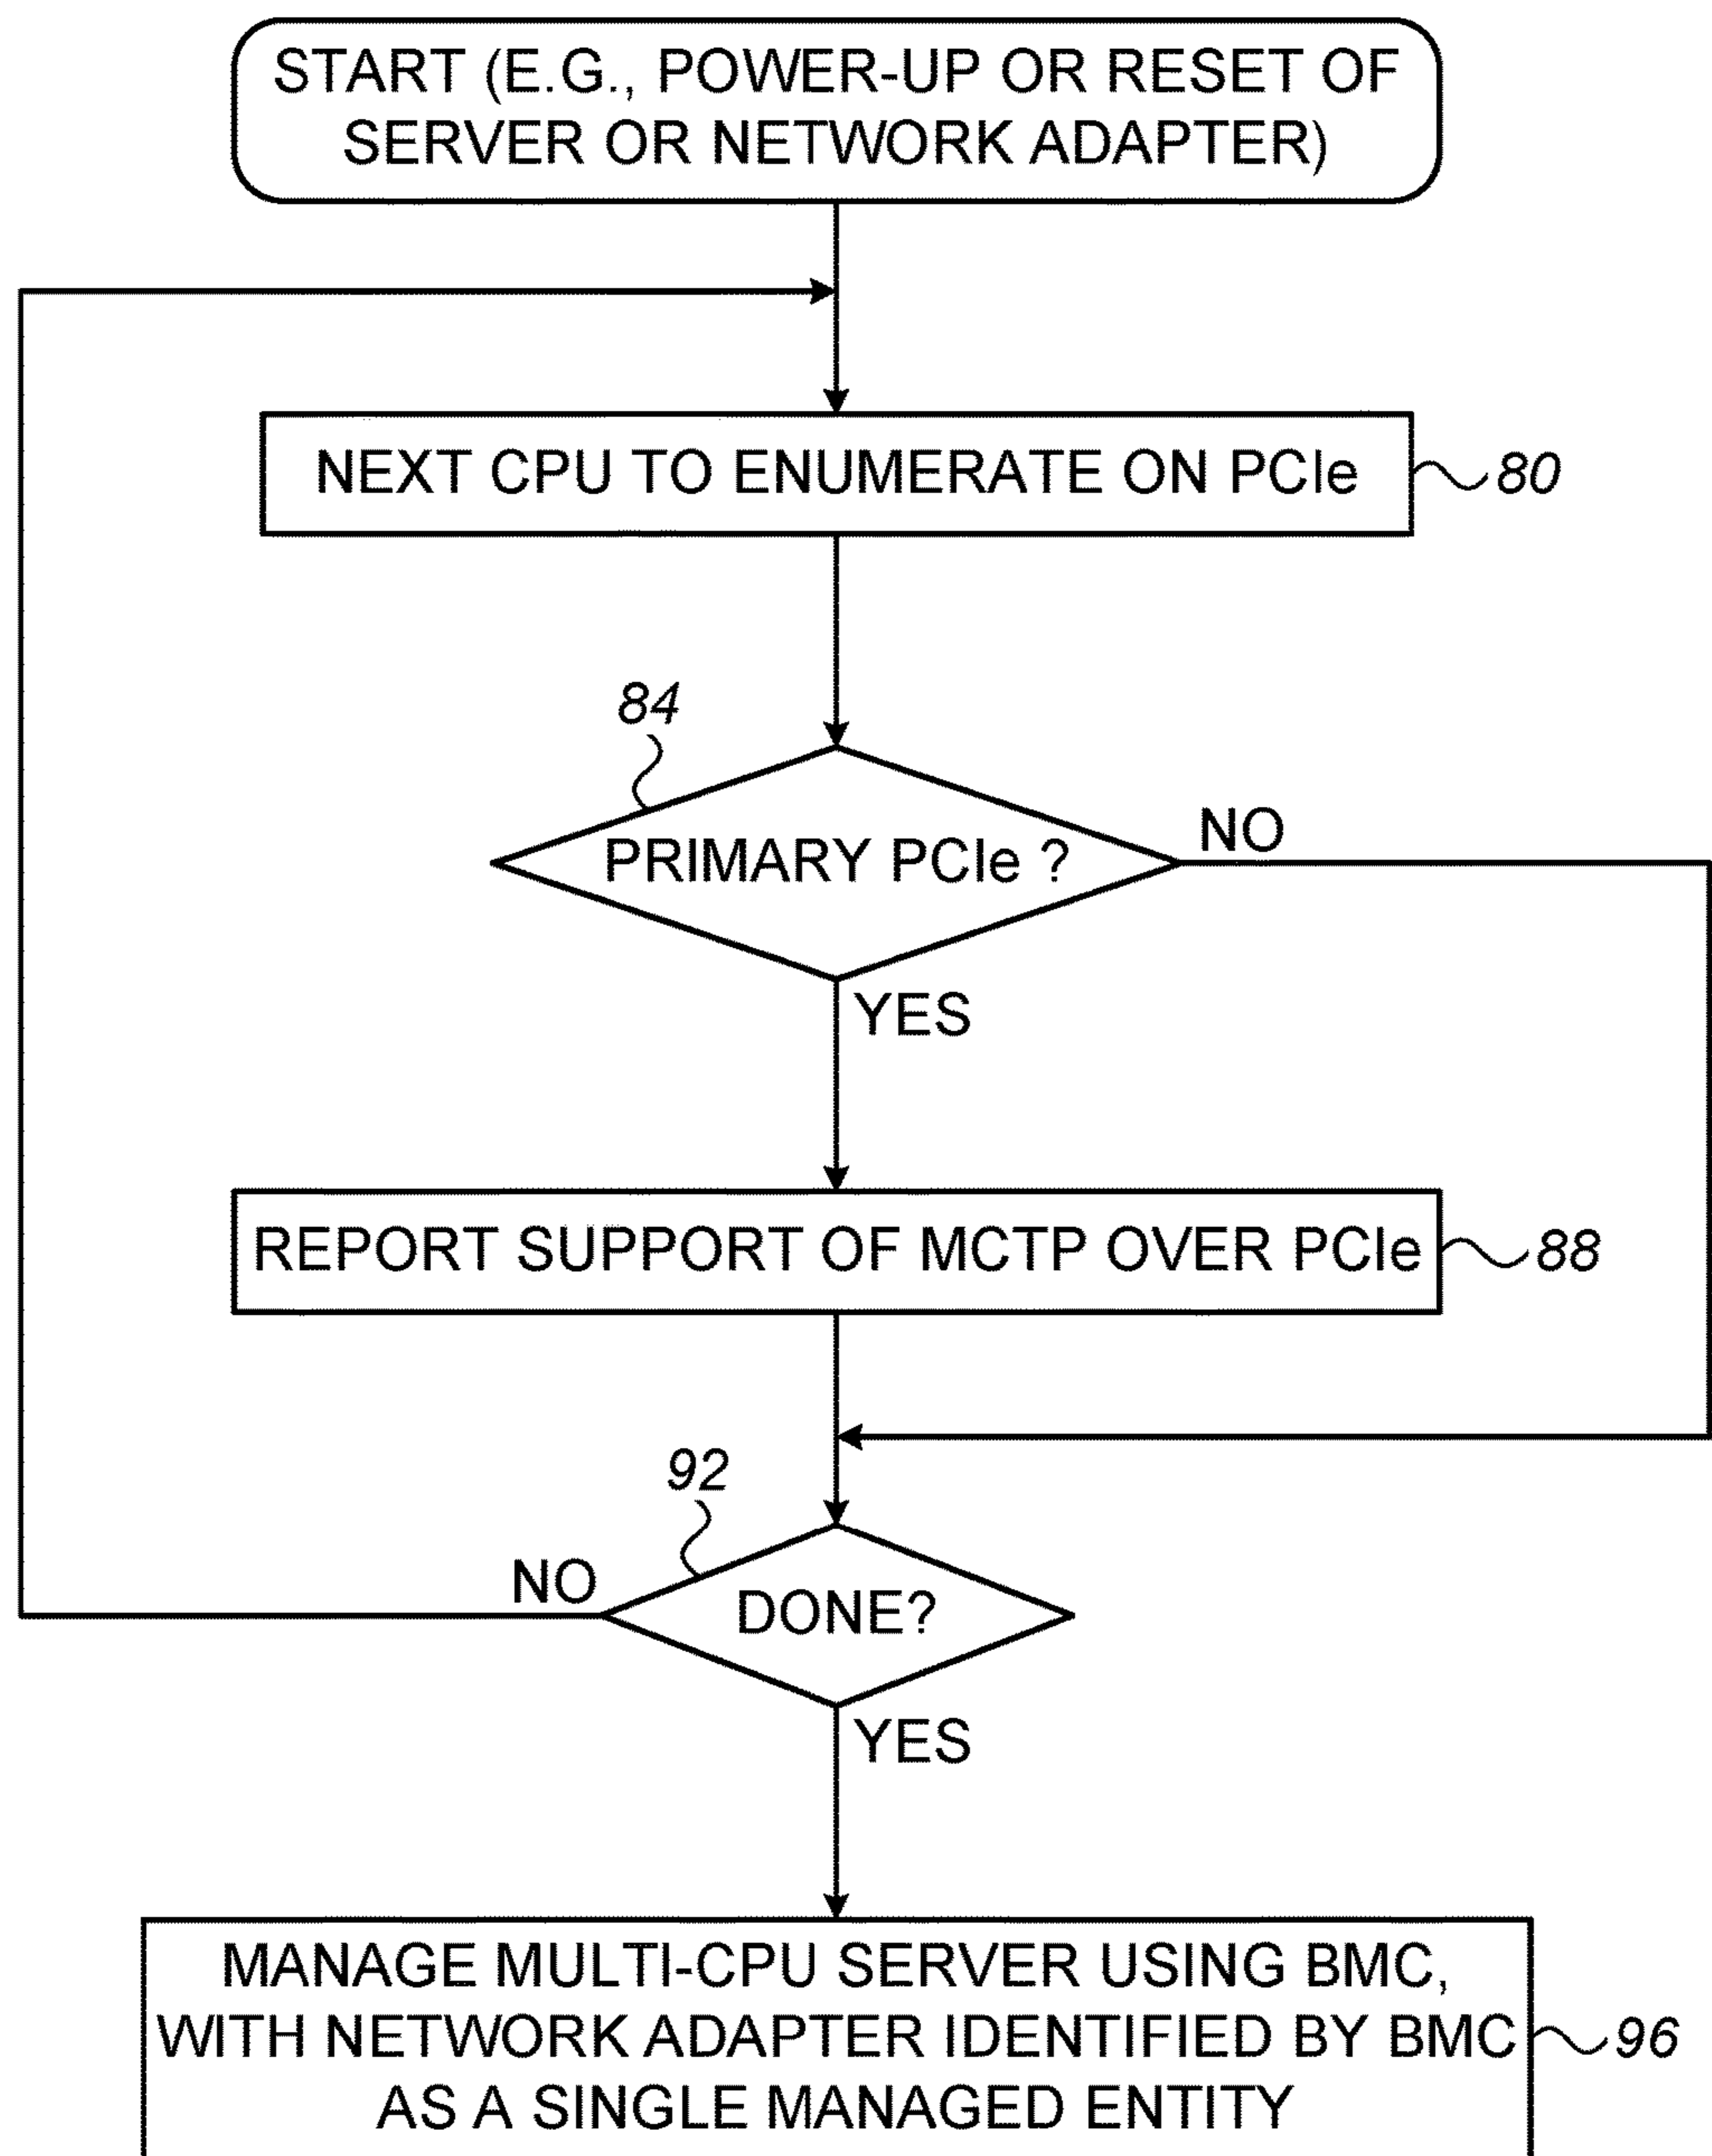 START (E.G., POWER-UP OR RESET OF
SERVER OR NETWORK ADAPTER)
NEXT CPU TO ENUMERATE ON PCIe
80
84
PRIMARY PCIe ?
NO
YES
REPORT SUPPORT OF MCTP OVER PCIe
88
92
NO
DONE?
YES
MANAGE MULTI-CPU SERVER USING BMC,
WITH NETWORK ADAPTER IDENTIFIED BY BMC
96
AS A SINGLE MANAGED ENTITY